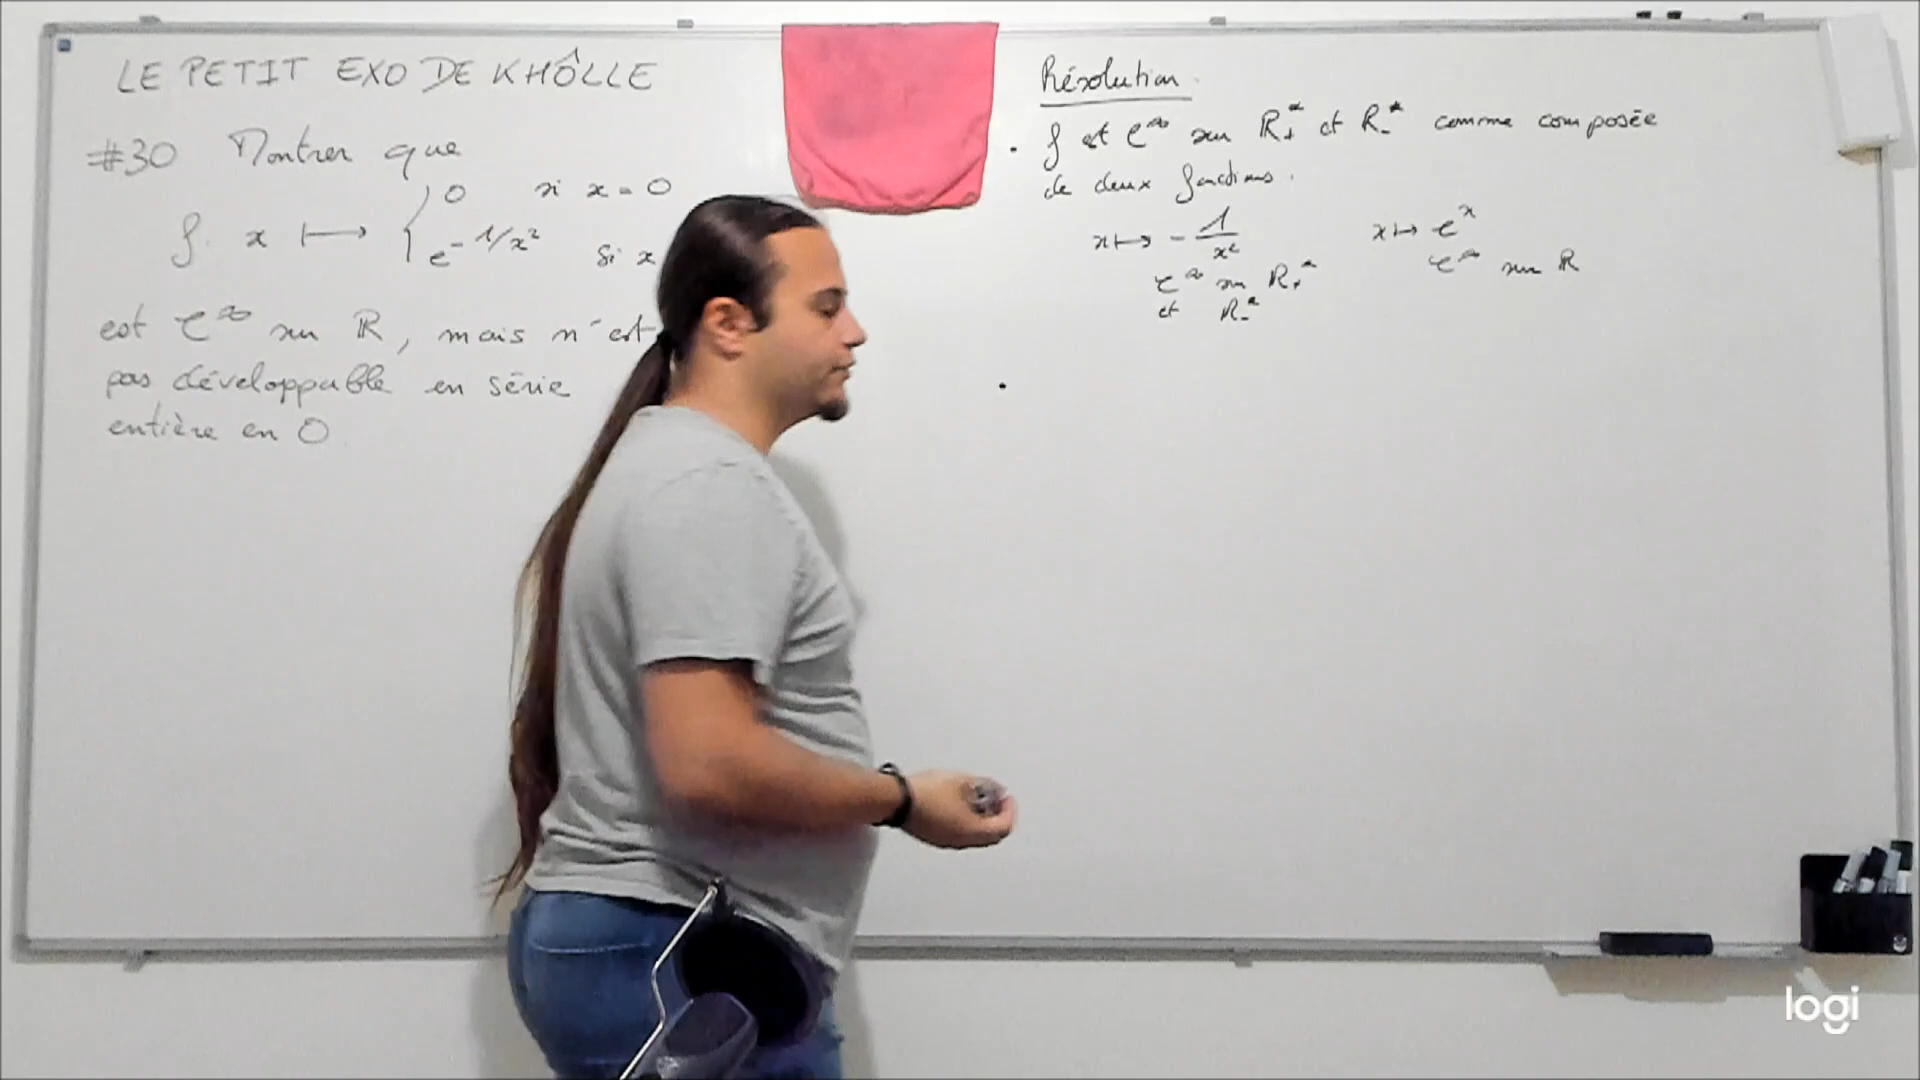 LE PETIT EXO DE KHÔLLE
#30 Montrer que
f: x ↦ { 0 si x = 0
e^{-1/x²} si x
est C^∞ sur ℝ, mais n'est
pas développable en série
entière en 0
Résolution.
• f est C^∞ sur ℝ₊* et ℝ₋* comme composée
de deux fonctions.
x ↦ -1/x² x ↦ e^x
C^∞ sur ℝ₊* C^∞ sur ℝ
et ℝ₋*
•
logi